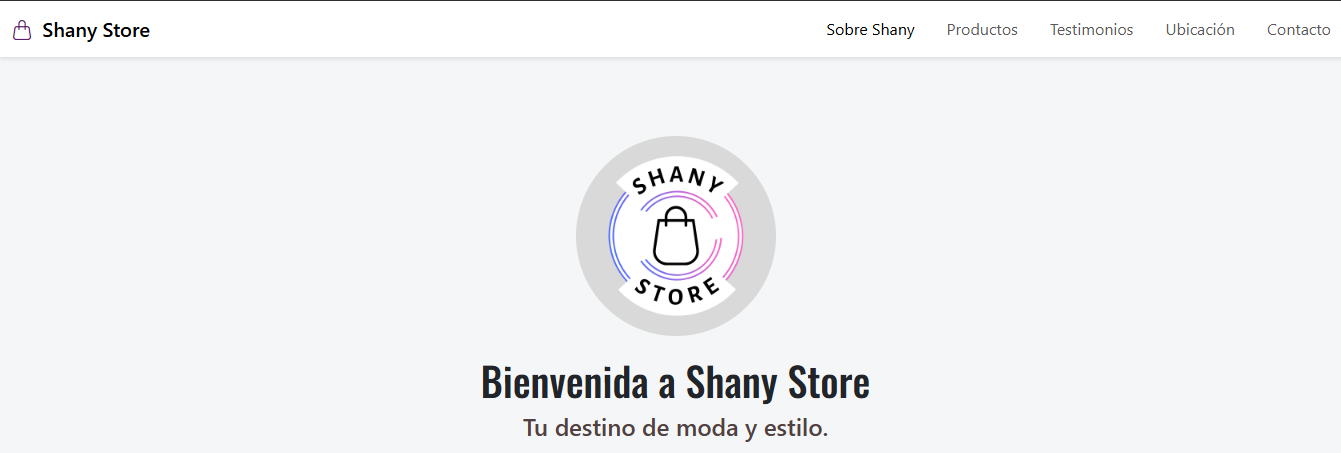 Shany Store
Sobre Shany Productos Testimonios Ubicación Contacto
SHANY
STORE
Bienvenida a Shany Store
Tu destino de moda y estilo.